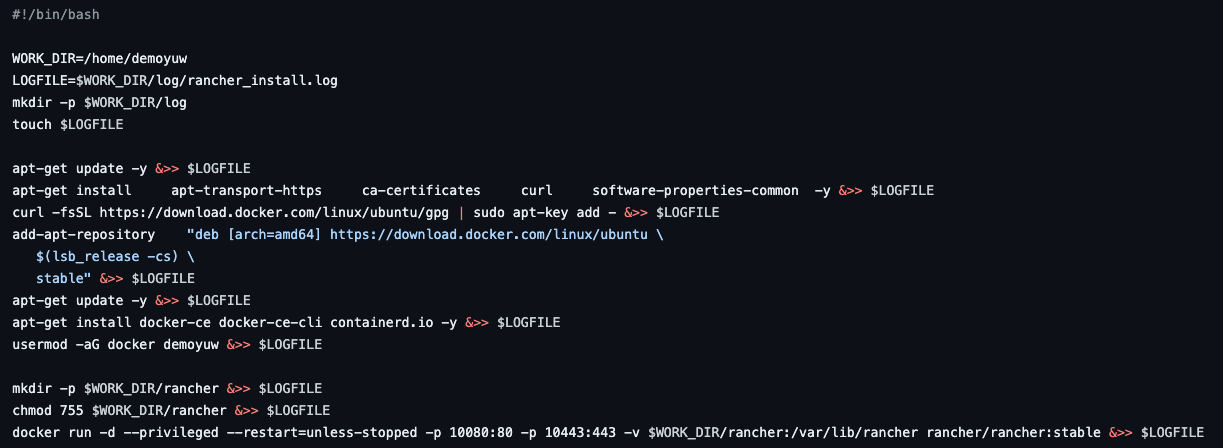 #!/bin/bash

WORK_DIR=/home/demoyuw
LOGFILE=$WORK_DIR/log/rancher_install.log
mkdir -p $WORK_DIR/log
touch $LOGFILE

apt-get update -y &>> $LOGFILE
apt-get install     apt-transport-https     ca-certificates     curl     software-properties-common  -y &>> $LOGFILE
curl -fsSL https://download.docker.com/linux/ubuntu/gpg | sudo apt-key add - &>> $LOGFILE
add-apt-repository    "deb [arch=amd64] https://download.docker.com/linux/ubuntu \
   $(lsb_release -cs) \
   stable" &>> $LOGFILE
apt-get update -y &>> $LOGFILE
apt-get install docker-ce docker-ce-cli containerd.io -y &>> $LOGFILE
usermod -aG docker demoyuw &>> $LOGFILE

mkdir -p $WORK_DIR/rancher &>> $LOGFILE
chmod 755 $WORK_DIR/rancher &>> $LOGFILE
docker run -d --privileged --restart=unless-stopped -p 10080:80 -p 10443:443 -v $WORK_DIR/rancher:/var/lib/rancher rancher/rancher:stable &>> $LOGFILE